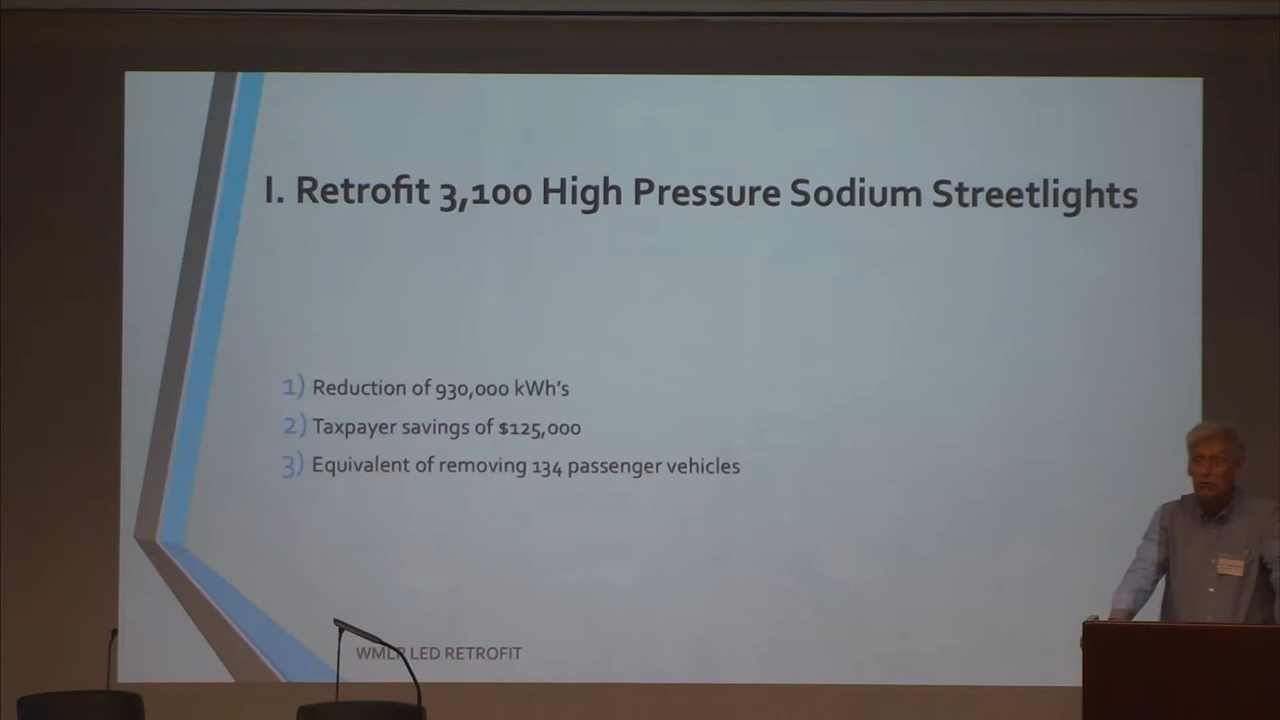 I. Retrofit 3,100 High Pressure Sodium Streetlights
1) Reduction of 930,000 kWh's
2) Taxpayer savings of $125,000
3) Equivalent of removing 134 passenger vehicles
WMLP LED RETROFIT